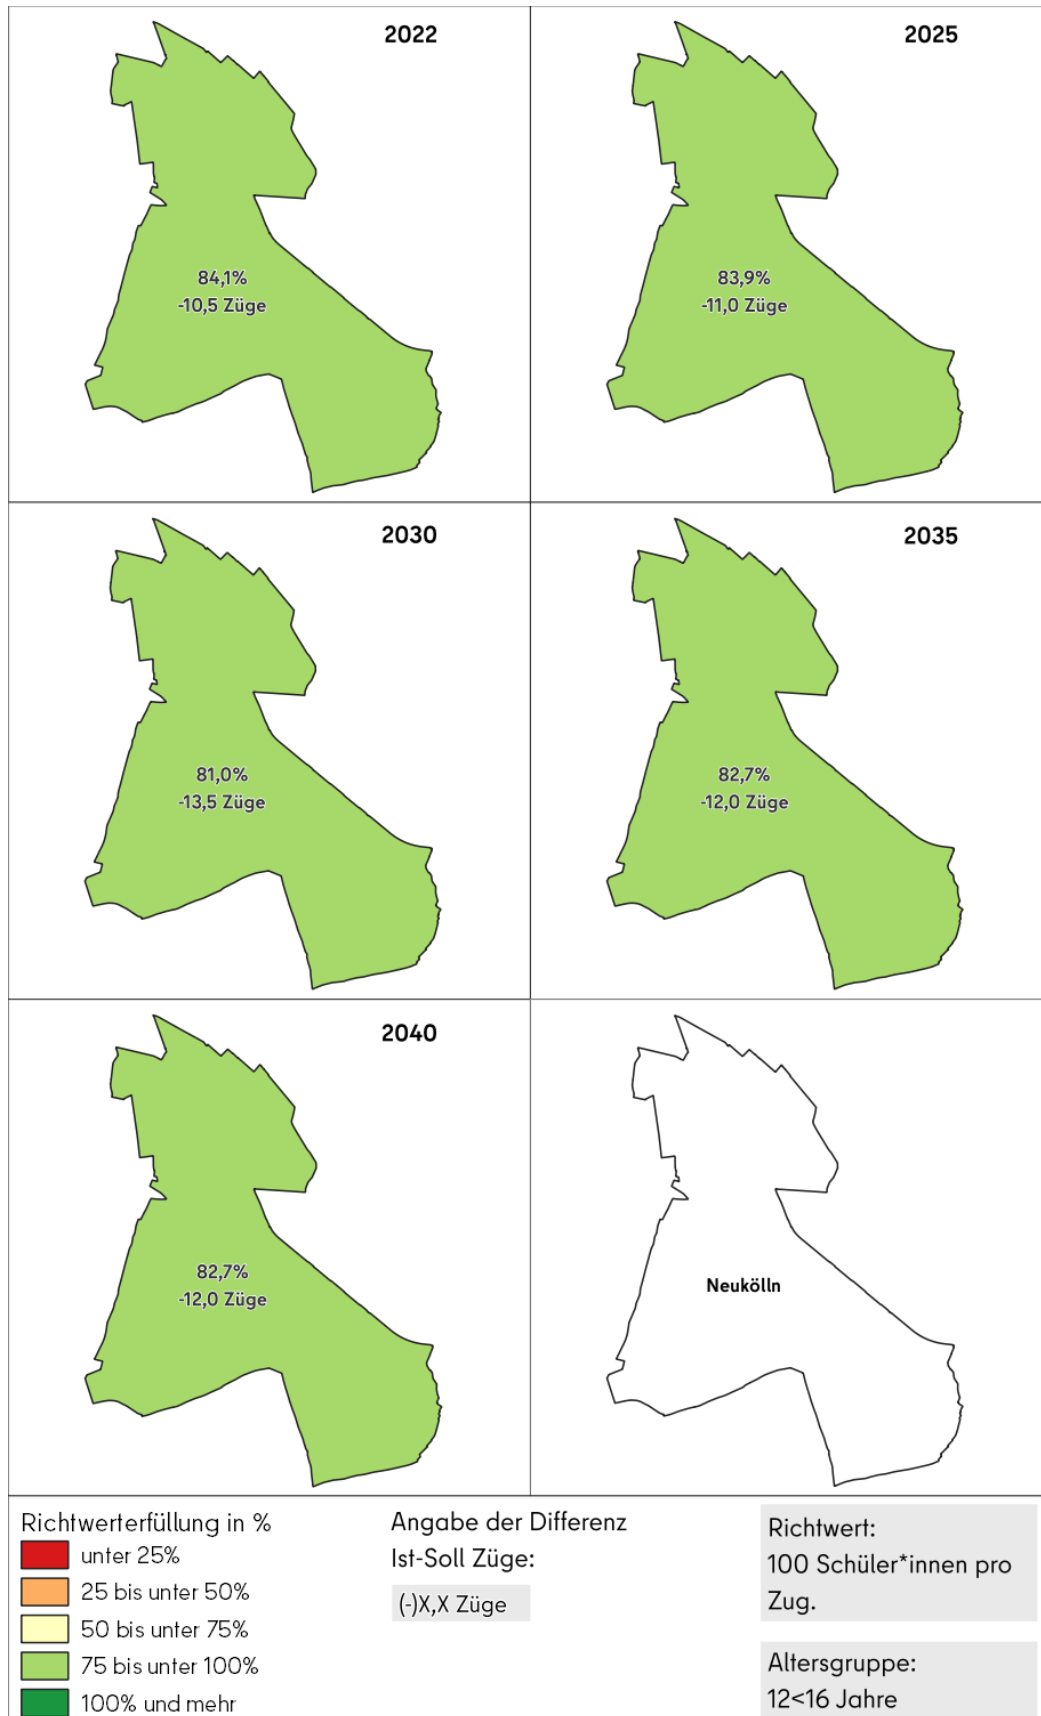 2022
84,1%
-10,5 Züge
2025
83,9%
-11,0 Züge
2030
81,0%
-13,5 Züge
2035
82,7%
-12,0 Züge
2040
82,7%
-12,0 Züge
Neukölln
Richtwerterfüllung in %
unter 25%
25 bis unter 50%
50 bis unter 75%
75 bis unter 100%
100% und mehr
Angabe der Differenz
Ist-Soll Züge:
(-)X,X Züge
Richtwert:
100 Schüler*innen pro
Zug.
Altersgruppe:
12<16 Jahre